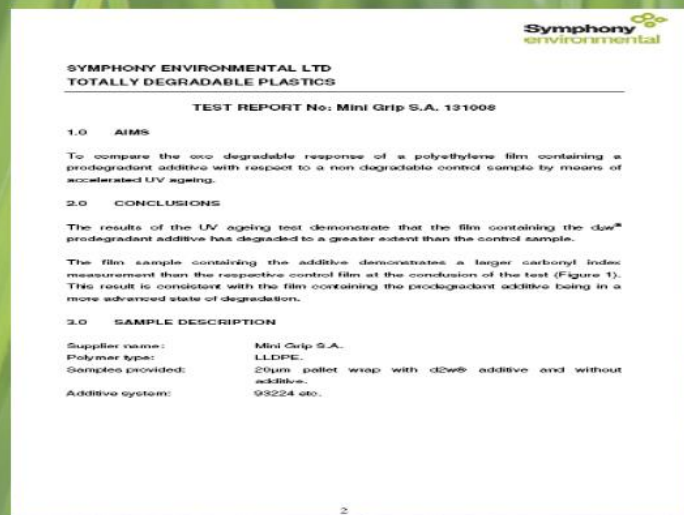 Symphony
environmental
SYMPHONY ENVIRONMENTAL LTD
TOTALLY DEGRADABLE PLASTICS
TEST REPORT No: Mini Grip S.A. 131008
1.0 AIMS
To compare the oxo degradable response of a polyethylene film containing a
prodegradant additive with respect to a non degradable control sample by means of
accelerated UV ageing.
2.0 CONCLUSIONS
The results of the UV ageing test demonstrate that the film containing the d2w®
prodegradant additive has degraded to a greater extent than the control sample.
The film sample containing the additive demonstrates a larger carbonyl index
measurement than the respective control film at the conclusion of the test (Figure 1).
This result is consistent with the film containing the prodegradant additive being in a
more advanced state of degradation.
3.0 SAMPLE DESCRIPTION
Supplier name: Mini Grip S.A.
Polymer type: LLDPE.
Samples provided: 20µm pallet wrap with d2w® additive and without
additive.
Additive system: 93224 etc.
2